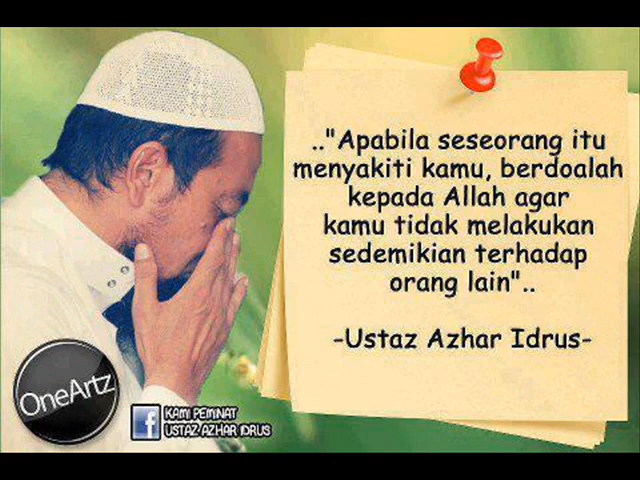 .."Apabila seseorang itu
menyakiti kamu, berdoalah
kepada Allah agar
kamu tidak melakukan
sedemikian terhadap
orang lain"..
-Ustaz Azhar Idrus-
OneArtz
f KAMI PEMINAT
USTAZ AZHAR IDRUS